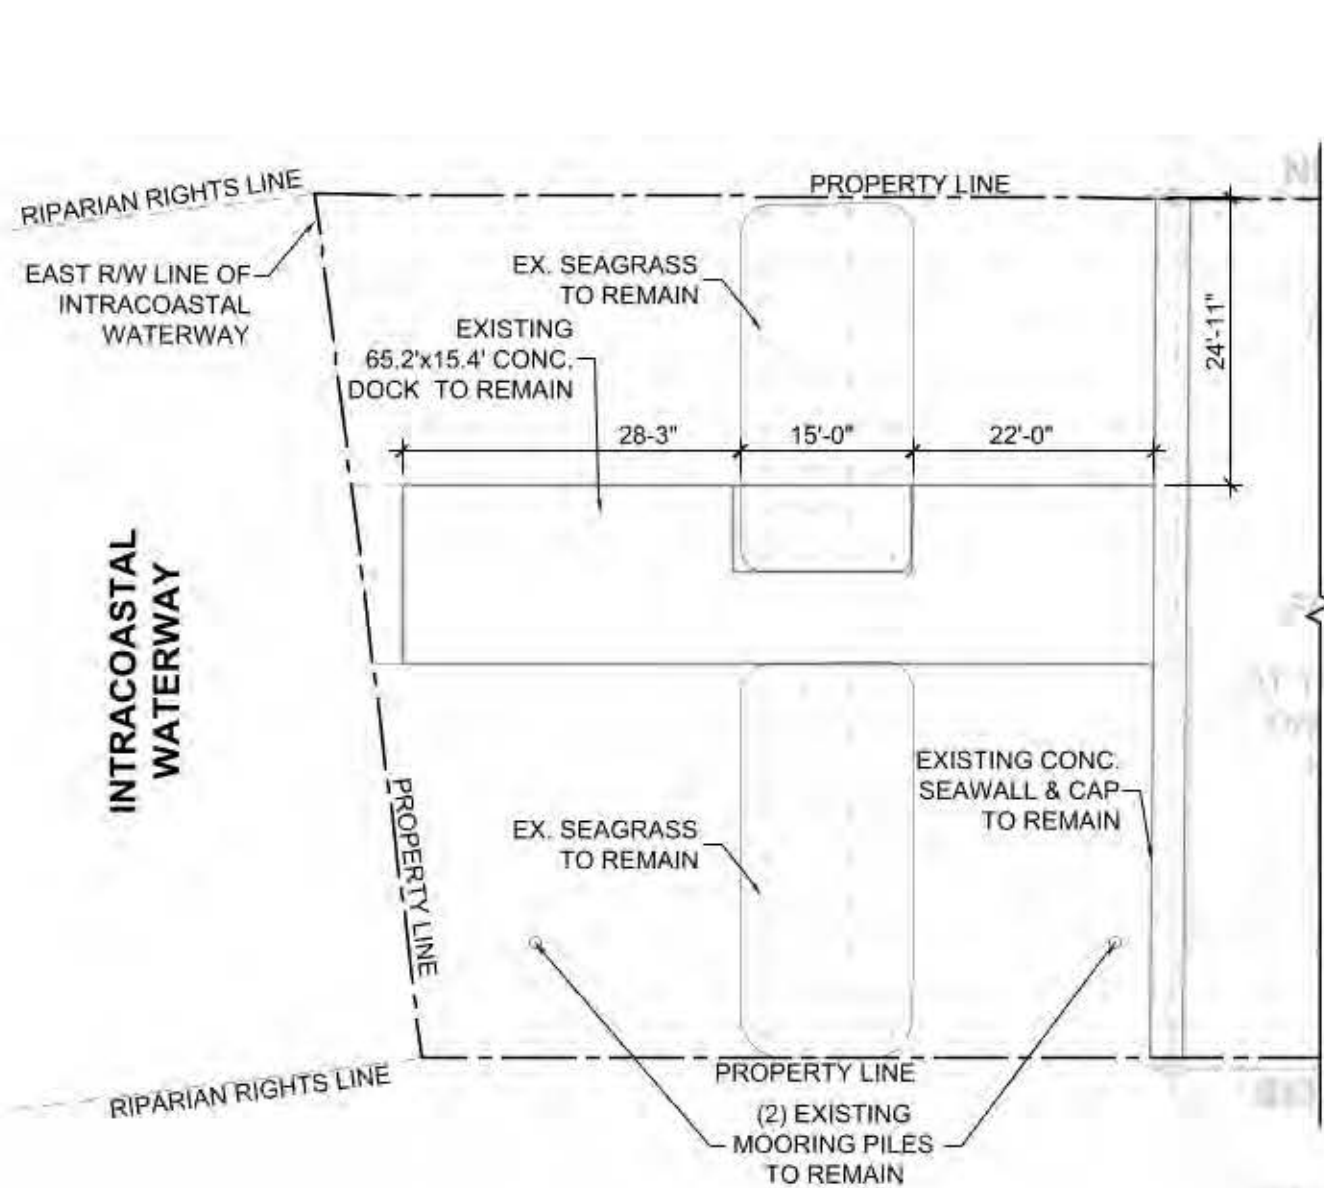 RIPARIAN RIGHTS LINE
PROPERTY LINE
EAST R/W LINE OF
INTRACOASTAL
WATERWAY
EX. SEAGRASS
TO REMAIN
EXISTING
65.2'x15.4' CONC.
DOCK TO REMAIN
24'-11"
28-3"
15'-0"
22'-0"
INTRACOASTAL
WATERWAY
PROPERTY LINE
EXISTING CONC.
SEAWALL & CAP
TO REMAIN
EX. SEAGRASS
TO REMAIN
RIPARIAN RIGHTS LINE
PROPERTY LINE
(2) EXISTING
MOORING PILES
TO REMAIN